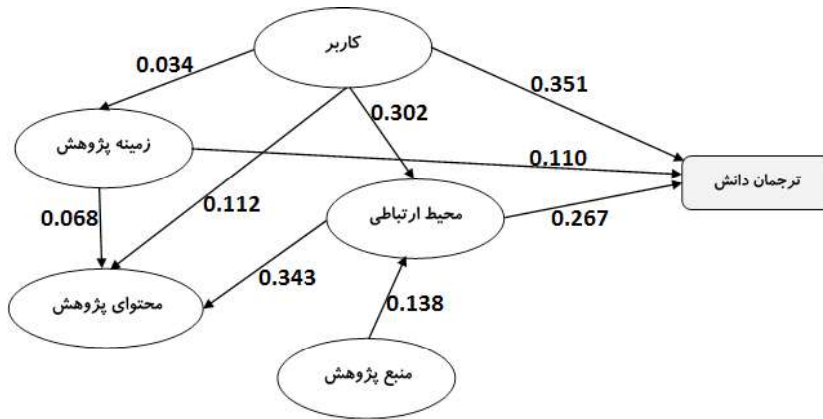 کاربر
0.034
0.351
0.302
زمینه پژوهش
0.110
ترجمان دانش
0.068
0.112
محیط ارتباطی
0.267
0.343
محتوای پژوهش
0.138
منبع پژوهش